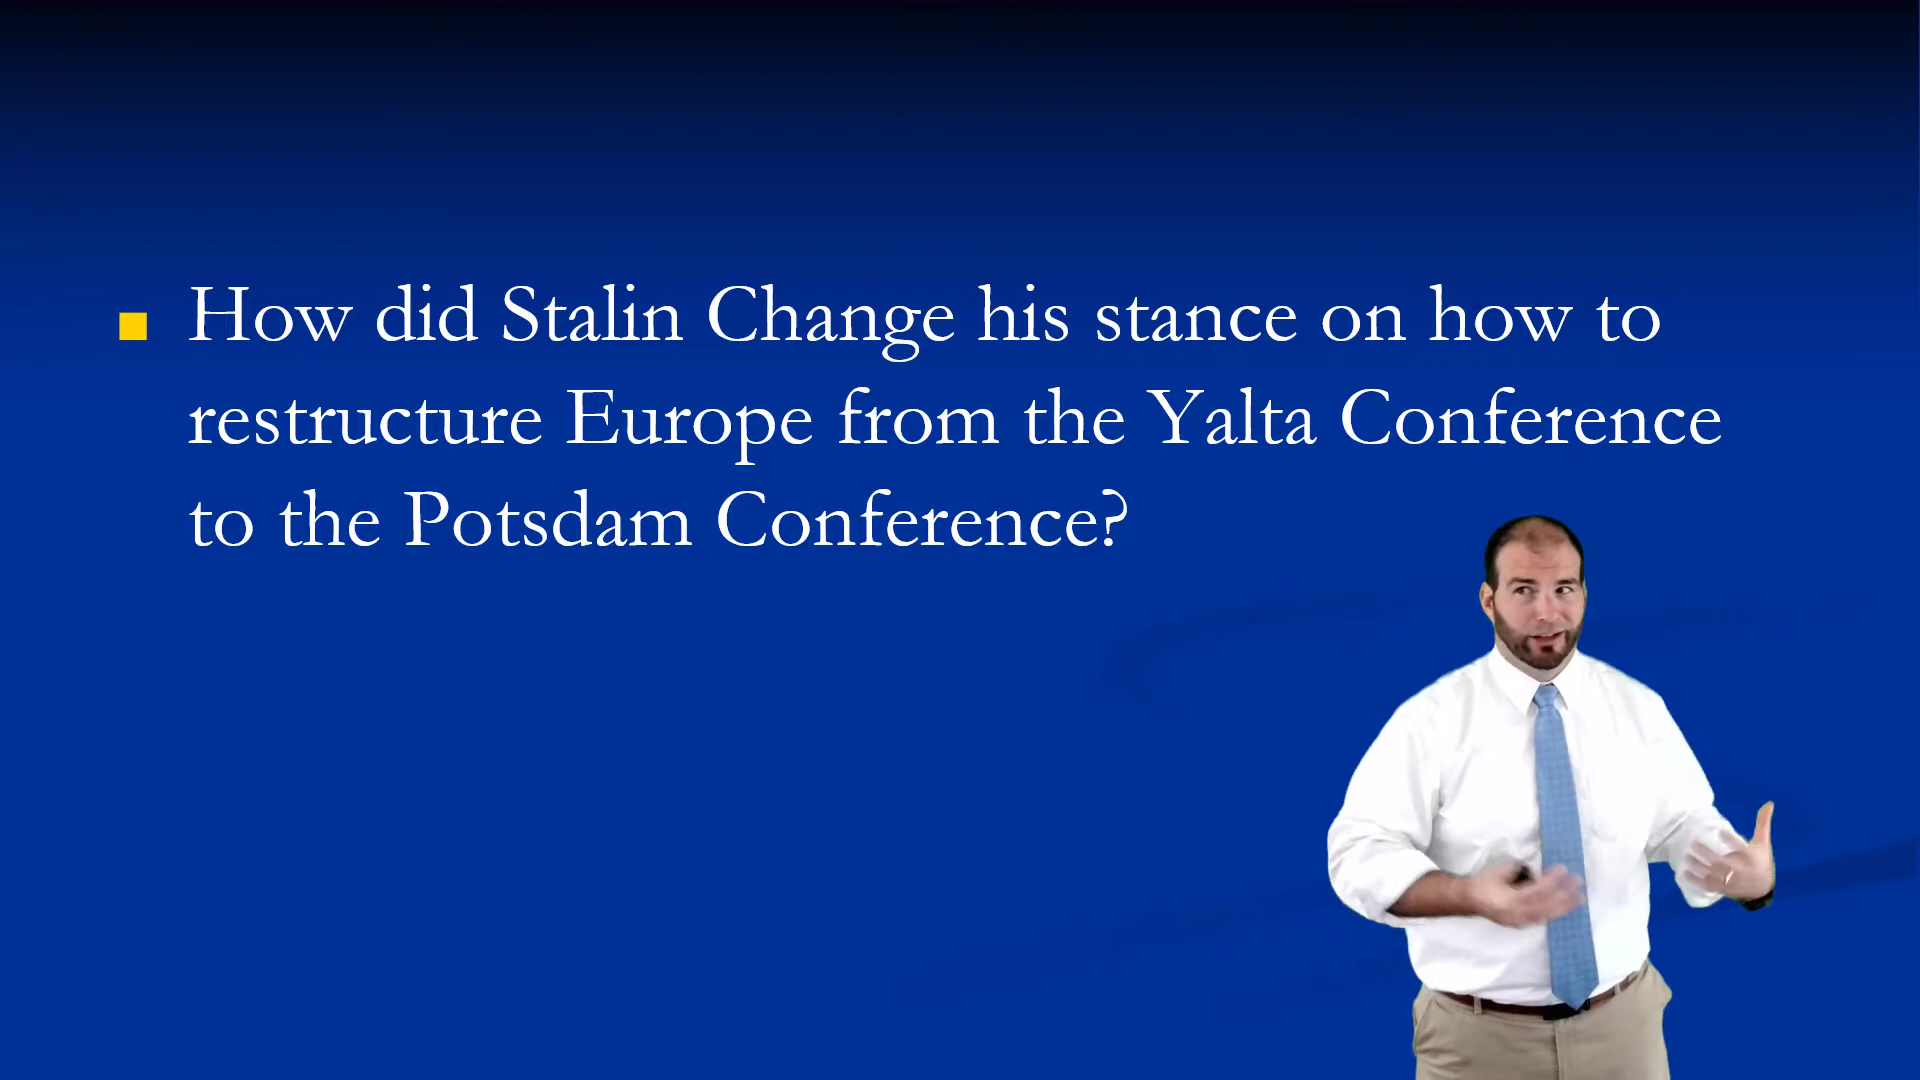 How did Stalin Change his stance on how to
restructure Europe from the Yalta Conference
to the Potsdam Conference?